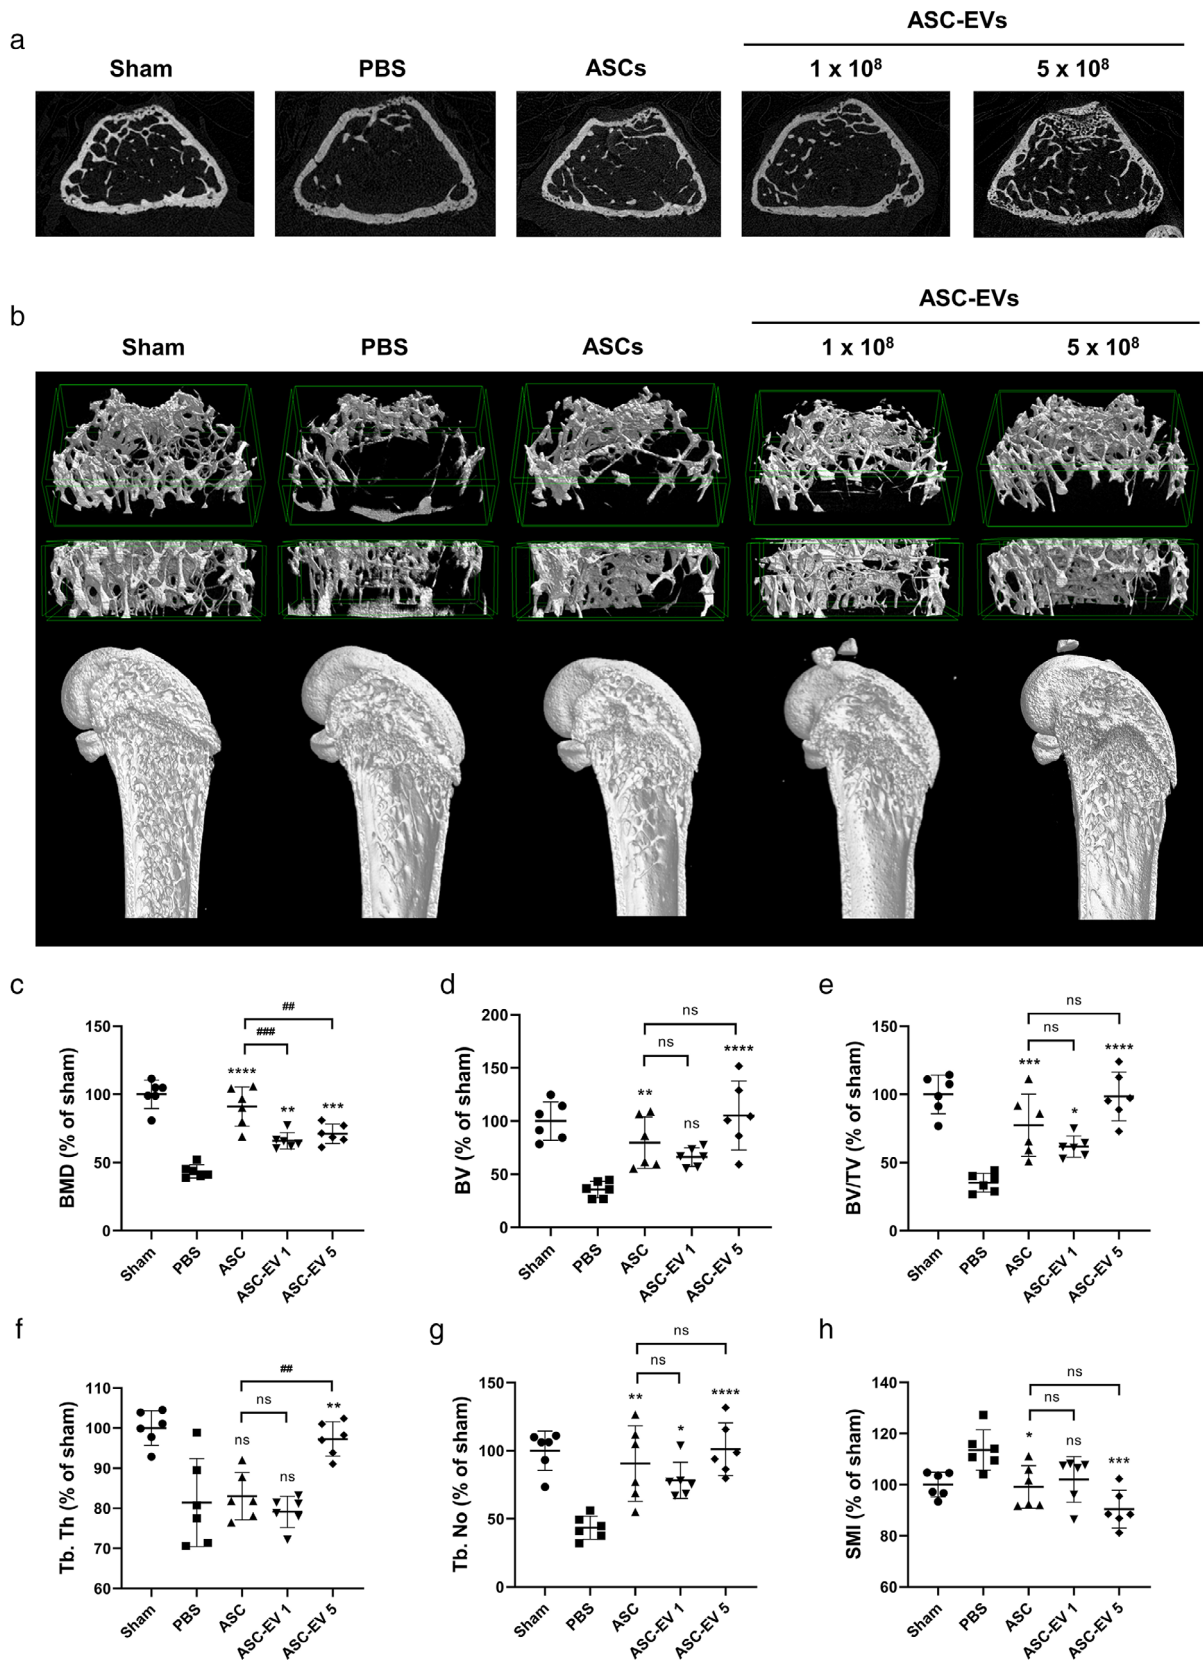 a
ASC-EVs
Sham PBS ASCs 1 x 10⁸ 5 x 10⁸
b
ASC-EVs
Sham PBS ASCs 1 x 10⁸ 5 x 10⁸
c
##
###
****
**
***
BMD (% of sham)
150
100
50
0
Sham PBS ASC ASC-EV 1 ASC-EV 5
d
ns
ns
**
ns
****
BV (% of sham)
200
150
100
50
0
Sham PBS ASC ASC-EV 1 ASC-EV 5
e
ns
ns
***
*
****
BV/TV (% of sham)
150
100
50
0
Sham PBS ASC ASC-EV 1 ASC-EV 5
f
##
ns
ns
ns
**
Tb. Th (% of sham)
110
100
90
80
70
60
Sham PBS ASC ASC-EV 1 ASC-EV 5
g
ns
ns
**
*
****
Tb. No (% of sham)
150
100
50
0
Sham PBS ASC ASC-EV 1 ASC-EV 5
h
ns
ns
*
ns
***
SMI (% of sham)
140
120
100
80
60
Sham PBS ASC ASC-EV 1 ASC-EV 5